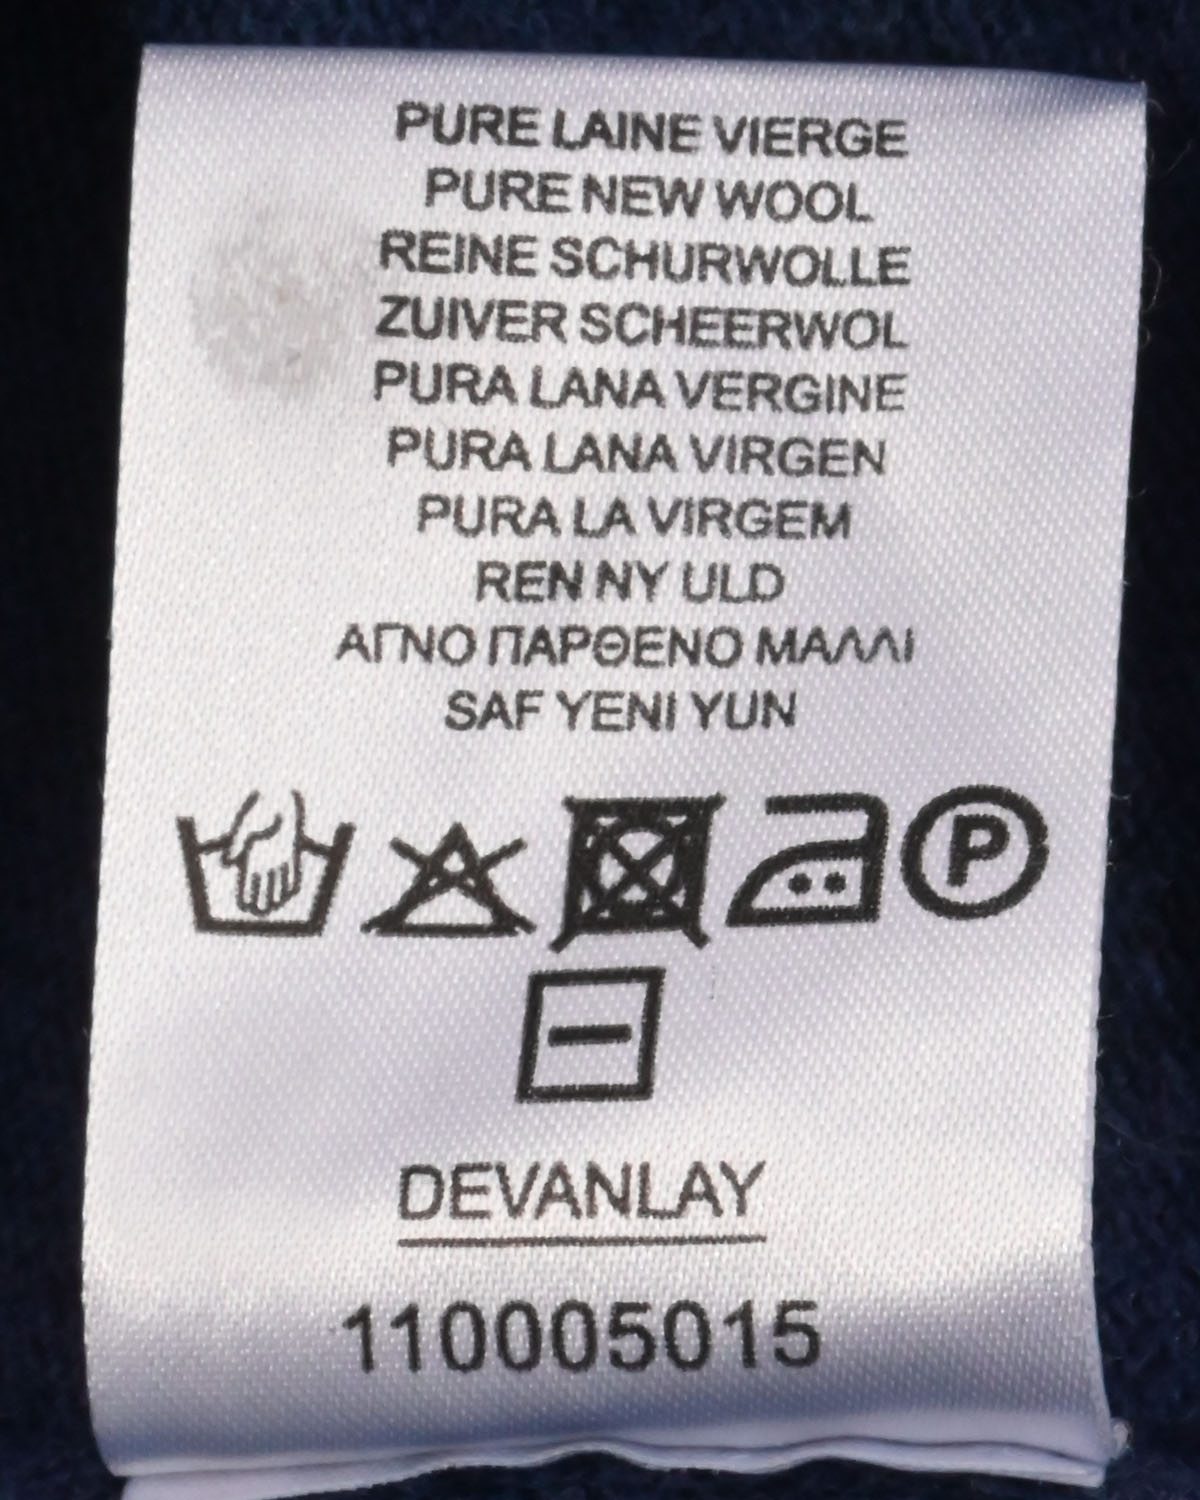 PURE LAINE VIERGE
PURE NEW WOOL
REINE SCHURWOLLE
ZUIVER SCHEERWOL
PURA LANA VERGINE
PURA LANA VIRGEN
PURA LA VIRGEM
REN NY ULD
ΑΓΝΟ ΠΑΡΘΕΝΟ ΜΑΛΛΙ
SAF YENI YUN
P
DEVANLAY
110005015